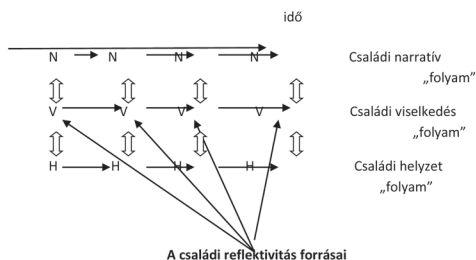 idő
N N N N Családi narratív
„folyam”
V V V V Családi viselkedés
„folyam”
H H H H Családi helyzet
„folyam”
A családi reflektivitás forrásai